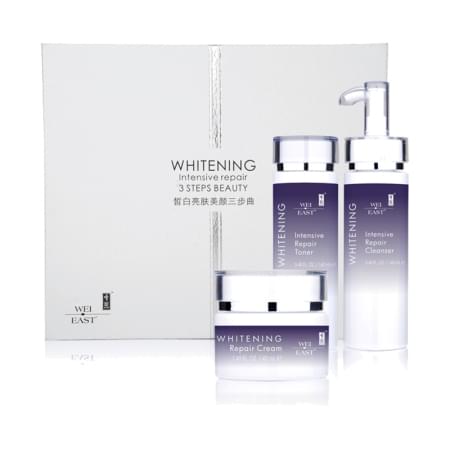 WHITENING
Intensive repair
3 STEPS BEAUTY
皙白亮肤美颜三步曲
WEI
EAST
WHITENING
WEI
EAST
Intensive
Repair
Toner
WHITENING
WEI
EAST
Intensive
Repair
Cleanser
WHITENING
Repair Cream
WEI
EAST